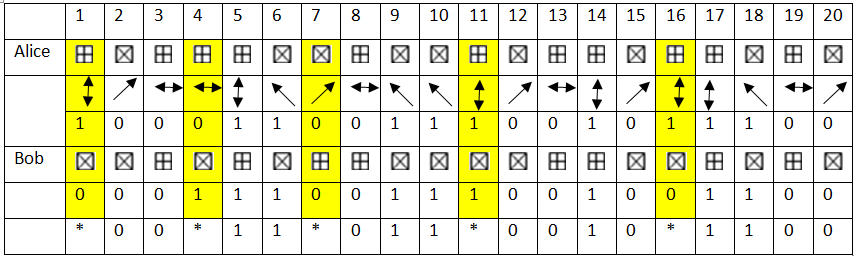 1 2 3 4 5 6 7 8 9 10 11 12 13 14 15 16 17 18 19 20
Alice
1 0 0 0 1 1 0 0 1 1 1 0 0 1 0 1 1 1 0 0
Bob
0 0 0 1 1 1 0 0 1 1 1 0 0 1 0 0 1 1 0 0
* 0 0 * 1 1 * 0 1 1 * 0 0 1 0 * 1 1 0 0